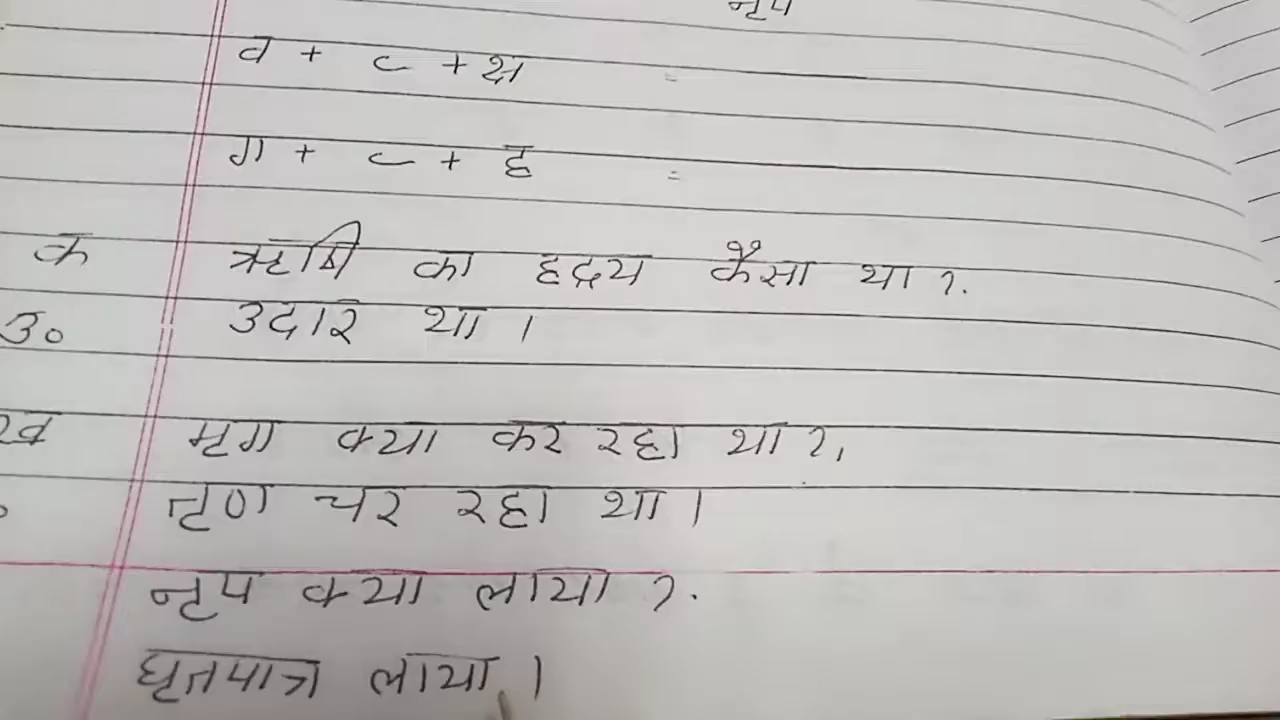 नृप
व + ृ + क्ष =
ग + ृ + ह =
क ऋषि का हृदय कैसा था ?
उ० उदार था ।
ख मृग क्या कर रहा था ?
तृण चर रहा था ।
नृप क्या लाया ?
घृतपात्र लाया ।